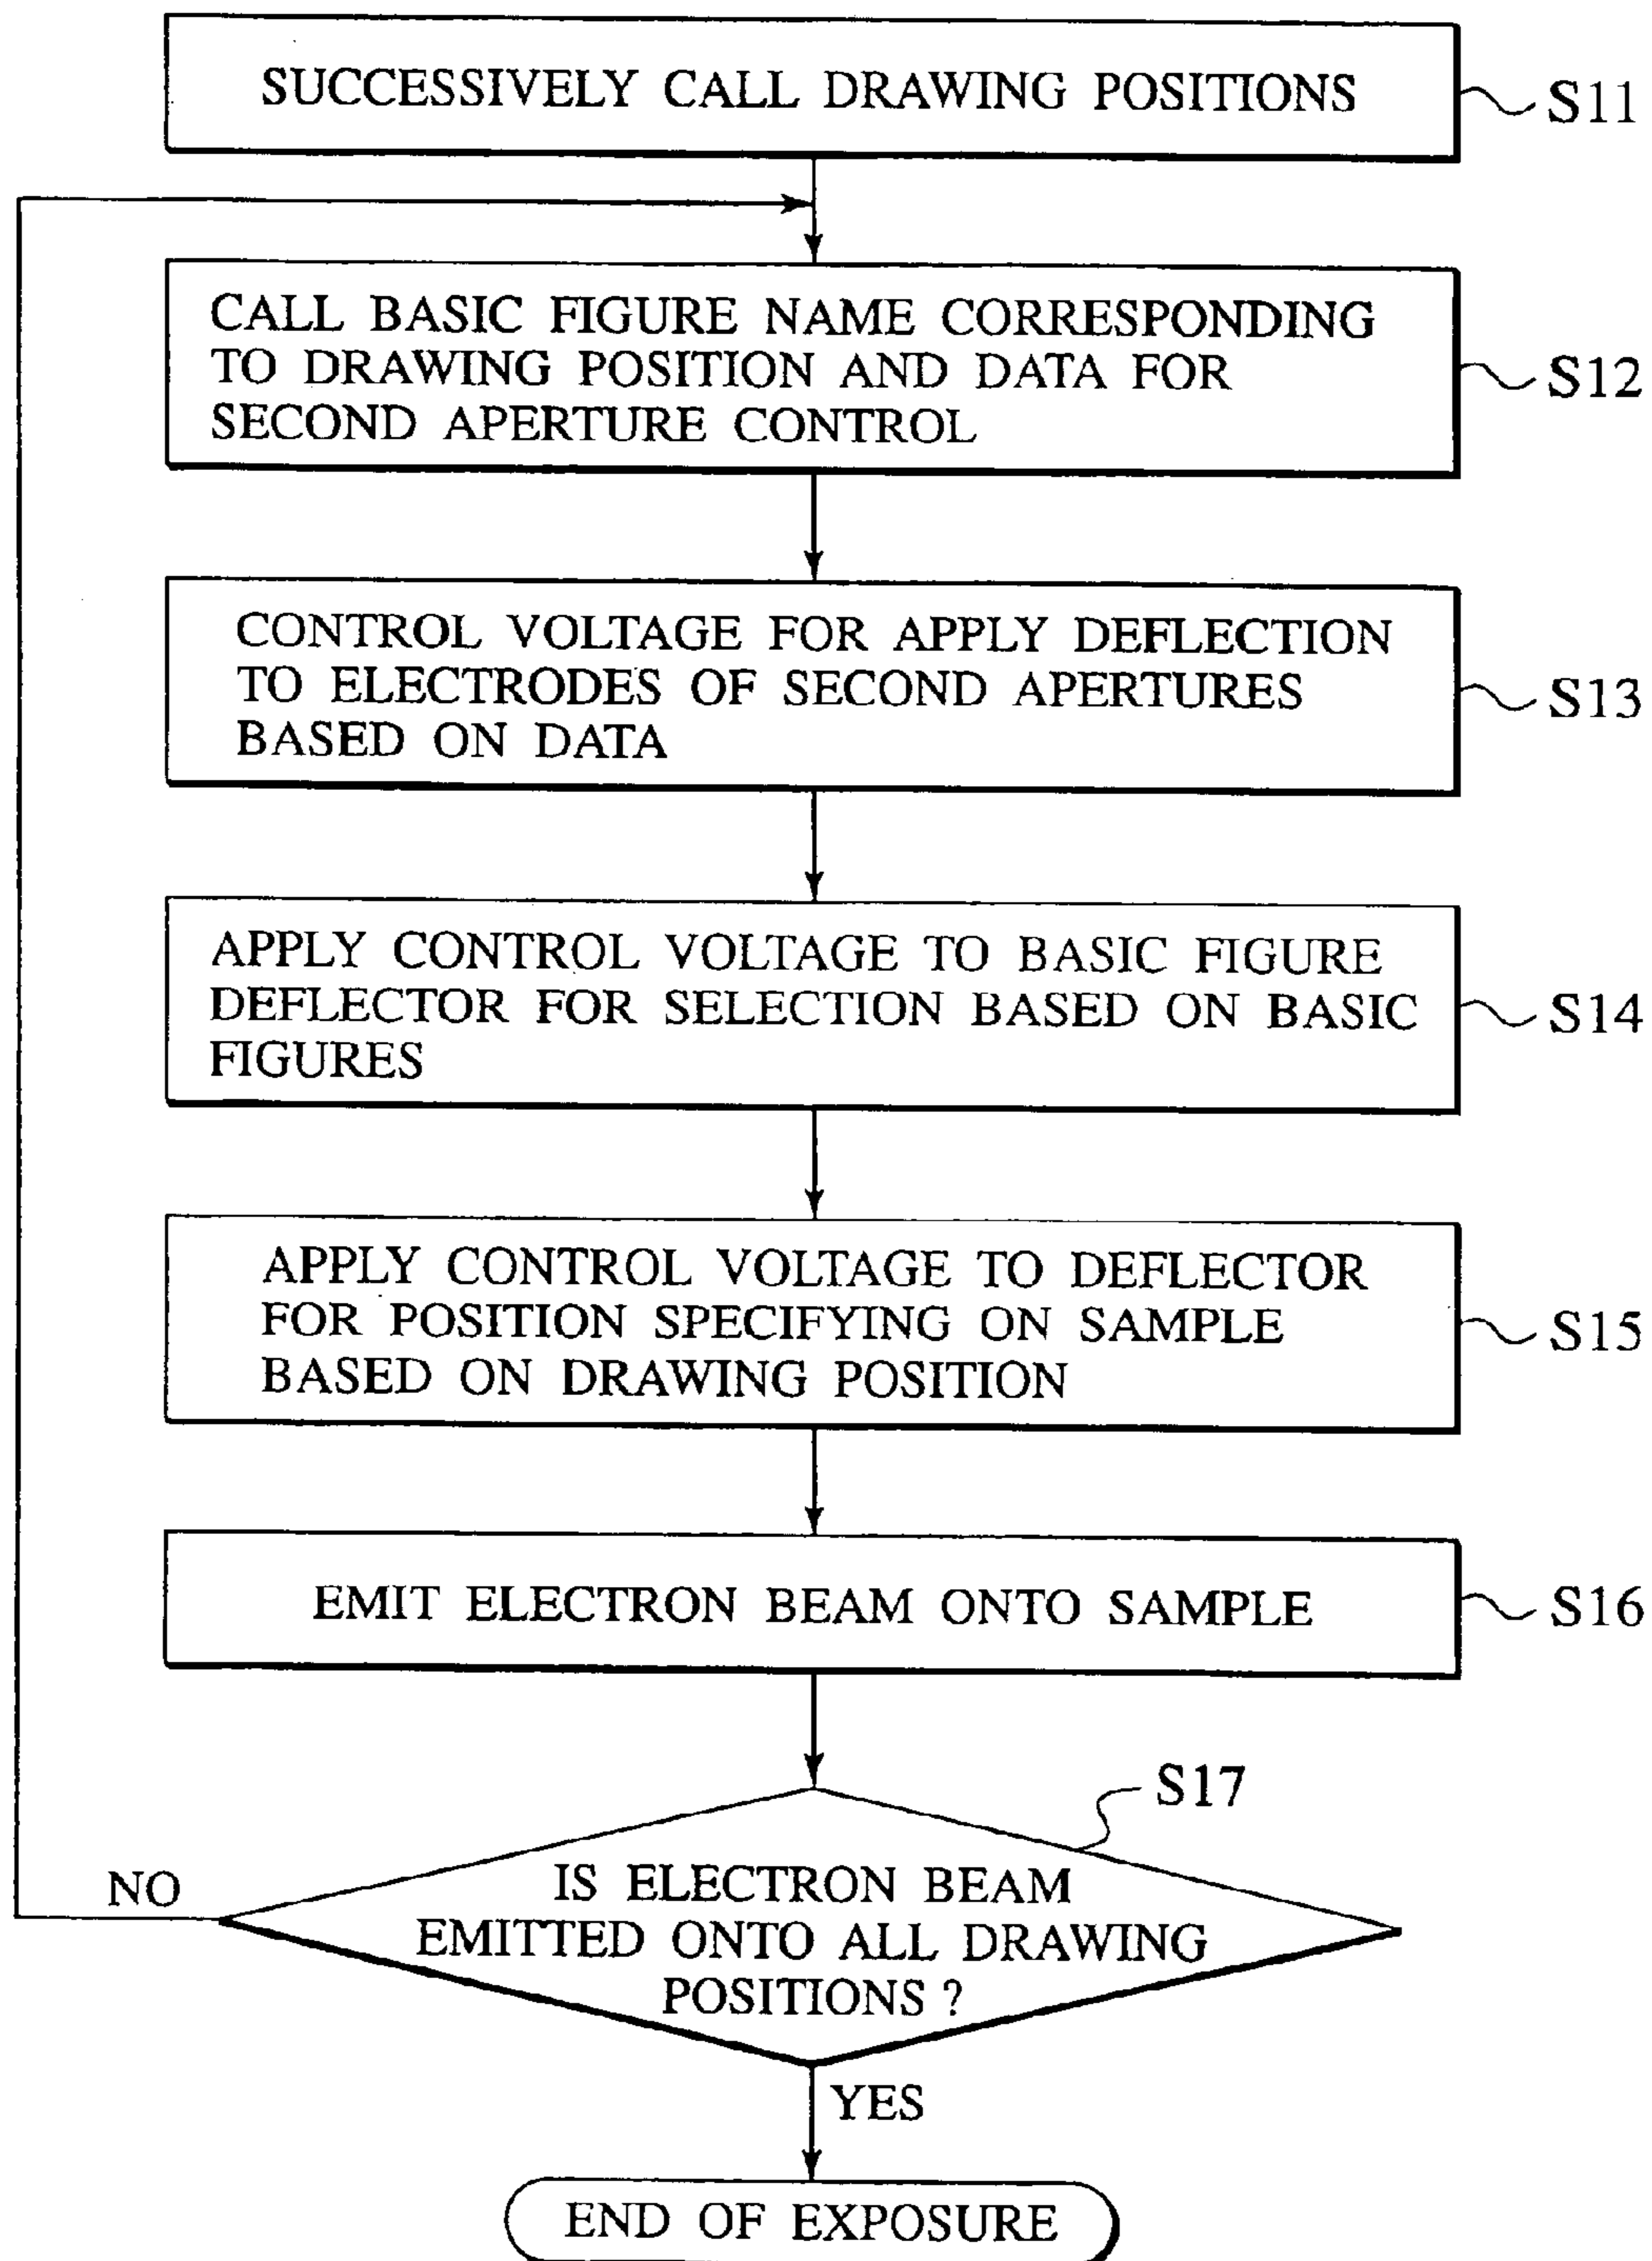 SUCCESSIVELY CALL DRAWING POSITIONS
S11
CALL BASIC FIGURE NAME CORRESPONDING
TO DRAWING POSITION AND DATA FOR
SECOND APERTURE CONTROL
S12
CONTROL VOLTAGE FOR APPLY DEFLECTION
TO ELECTRODES OF SECOND APERTURES
BASED ON DATA
S13
APPLY CONTROL VOLTAGE TO BASIC FIGURE
DEFLECTOR FOR SELECTION BASED ON BASIC
FIGURES
S14
APPLY CONTROL VOLTAGE TO DEFLECTOR
FOR POSITION SPECIFYING ON SAMPLE
BASED ON DRAWING POSITION
S15
EMIT ELECTRON BEAM ONTO SAMPLE
S16
S17
IS ELECTRON BEAM
EMITTED ONTO ALL DRAWING
POSITIONS ?
NO
YES
END OF EXPOSURE